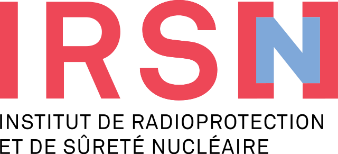 IRSN
INSTITUT DE RADIOPROTECTION
ET DE SÛRETÉ NUCLÉAIRE